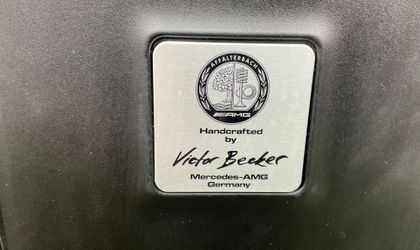 AFFALTERBACH
AMG
Handcrafted
by
Victor Becker
Mercedes-AMG
Germany